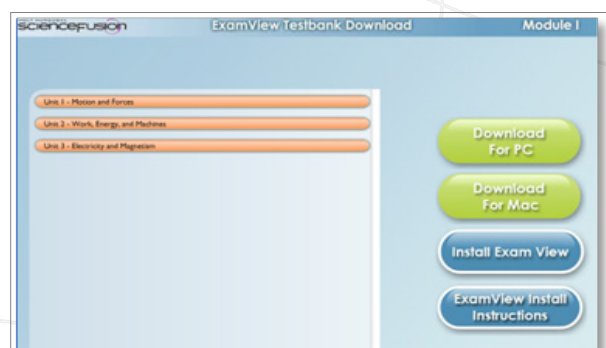 sciencefusion
ExamView Testbank Download
Module I
Unit 1 - Motion and Forces
Unit 2 - Work, Energy, and Machines
Unit 3 - Electricity and Magnetism
Download
For PC
Download
For Mac
Install Exam View
ExamView Install
Instructions